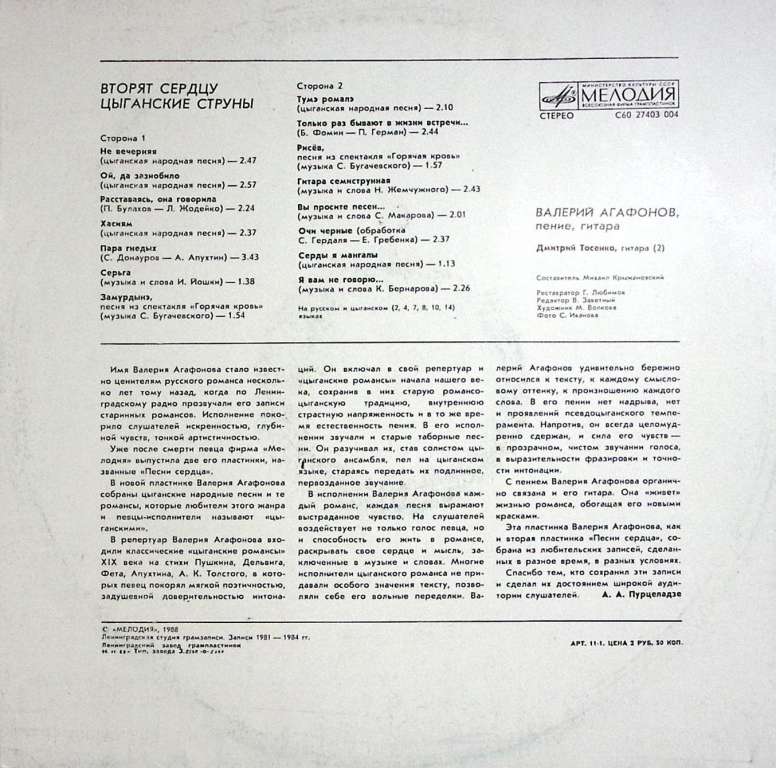 ВТОРЯТ СЕРДЦУ
ЦЫГАНСКИЕ СТРУНЫ
Сторона 1
Не вечерняя
(цыганская народная песня) — 2.47
Ой, да зазнобило
(цыганская народная песня) — 2.57
Расставаясь, она говорила
(П. Булахов — Л. Жодейко) — 2.24
Хасиям
(цыганская народная песня) — 2.37
Пара гнедых
(С. Донауров — А. Апухтин) — 3.43
Серьга
(музыка и слова И. Йошки) — 1.38
Замурдынэ,
песня из спектакля «Горячая кровь»
(музыка С. Бугачевского) — 1.54
Сторона 2
Тумэ ромалэ
(цыганская народная песня) — 2.10
Только раз бывают в жизни встречи...
(Б. Фомин — П. Герман) — 2.44
Рисёв,
песня из спектакля «Горячая кровь»
(музыка С. Бугачевского) — 1.57
Гитара семиструнная
(музыка и слова Н. Жемчужного) — 2.43
Вы просите песен...
(музыка и слова С. Макарова) — 2.01
Очи черные (обработка
С. Гердаля — Е. Гребенка) — 2.37
Серды я мангалы
(цыганская народная песня) — 1.13
Я вам не говорю...
(музыка и слова К. Бернарова) — 2.26
На русском и цыганском (2, 4, 7, 8, 10, 14)
языках
МИНИСТЕРСТВО КУЛЬТУРЫ СССР
МЕЛОДИЯ
ВСЕСОЮЗНАЯ ФИРМА ГРАМПЛАСТИНОК
СТЕРЕО С60 27403 004
ВАЛЕРИЙ АГАФОНОВ,
пение, гитара
Дмитрий Тосенко, гитара (2)
Составитель Михаил Крыжановский
Реставратор Г. Любимов
Редактор В. Заветный
Художник М. Волкова
Фото С. Иванова
Имя Валерия Агафонова стало извест-
но ценителям русского романса несколь-
ко лет тому назад, когда по Ленин-
градскому радио прозвучали его записи
старинных романсов. Исполнение поко-
рило слушателей искренностью, глуби-
ной чувств, тонкой артистичностью.
Уже после смерти певца фирма «Ме-
лодия» выпустила две его пластинки, на-
званные «Песни сердца».
В новой пластинке Валерия Агафонова
собраны цыганские народные песни и те
романсы, которые любители этого жанра
и певцы-исполнители называют «цы-
ганскими».
В репертуар Валерия Агафонова вхо-
дили классические «цыганские романсы»
XIX века на стихи Пушкина, Дельвига,
Фета, Апухтина, А. К. Толстого, в кото-
рых певец покорял мягкой поэтичностью,
задушевной доверительностью интона-
ций. Он включал в свой репертуар и
«цыганские романсы» начала нашего ве-
ка, сохранив в них старую романсо-
цыганскую традицию, внутреннюю
страстную напряженность и в то же вре-
мя естественность пения. В его испол-
нении звучали и старые таборные пес-
ни. Он разучивал их, став солистом цы-
ганского ансамбля, пел на цыганском
языке, стараясь передать их подлинное,
первозданное звучание.
В исполнении Валерия Агафонова каж-
дый романс, каждая песня выражают
выстраданное чувство. На слушателей
воздействует не только голос певца, но
и способность его жить в романсе,
раскрывать свое сердце и мысль, за-
ключенные в музыке и словах. Многие
исполнители цыганского романса не при-
давали особого значения тексту, позво-
ляли себе его вольные переделки. Ва-
лерий Агафонов удивительно бережно
относился к тексту, к каждому смысло-
вому оттенку, к произношению каждого
слова. В его пении нет надрыва, нет
и проявлений псевдоцыганского темпе-
рамента. Напротив, он всегда целомуд-
ренно сдержан, и сила его чувств —
в прозрачном, чистом звучании голоса,
в выразительности фразировки и точно-
сти интонации.
С пением Валерия Агафонова органич-
но связана и его гитара. Она «живет»
жизнью романса, обогащая его новыми
красками.
Эта пластинка Валерия Агафонова, как
и вторая пластинка «Песни сердца», со-
брана из любительских записей, сделан-
ных в разное время, в разных условиях.
Спасибо тем, кто сохранил эти записи
и сделал их достоянием широкой ауди-
тории слушателей. А. А. Пурцеладзе
С «МЕЛОДИЯ», 1988
Ленинградская студия грамзаписи. Записи 1981 — 1984 гг.
Ленинградский завод грампластинок
Тип. завода
АРТ. 11-1. ЦЕНА 2 РУБ. 50 КОП.